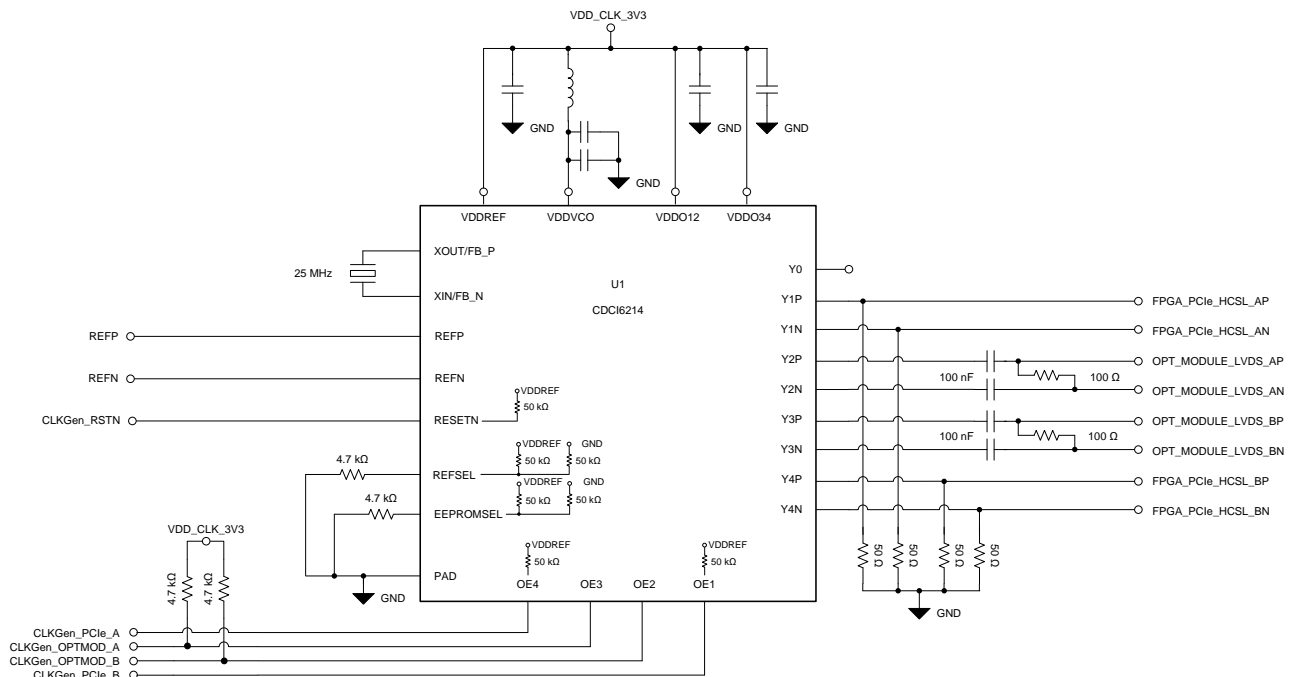 VDD_CLK_3V3
GND
GND
GND
GND
VDDREF
VDDVCO
VDDO12
VDDO34
XOUT/FB_P
25 MHz
XIN/FB_N
U1
CDCI6214
Y0
Y1P
FPGA_PCIe_HCSL_AP
Y1N
FPGA_PCIe_HCSL_AN
REFP
REFP
Y2P
OPT_MODULE_LVDS_AP
100 nF
100 Ω
REFN
REFN
Y2N
OPT_MODULE_LVDS_AN
VDDREF
50 kΩ
CLKGen_RSTN
RESETN
Y3P
OPT_MODULE_LVDS_BP
100 nF
100 Ω
VDDREF
GND
Y3N
OPT_MODULE_LVDS_BN
4.7 kΩ
50 kΩ
50 kΩ
REFSEL
Y4P
FPGA_PCIe_HCSL_BP
VDDREF
GND
4.7 kΩ
50 kΩ
50 kΩ
EEPROMSEL
Y4N
FPGA_PCIe_HCSL_BN
VDD_CLK_3V3
VDDREF
50 kΩ
VDDREF
50 kΩ
50 Ω
50 Ω
50 Ω
50 Ω
4.7 kΩ
4.7 kΩ
PAD
GND
OE4
OE3
OE2
OE1
GND
CLKGen_PCIe_A
CLKGen_OPTMOD_A
CLKGen_OPTMOD_B
CLKGen_PCIe_B